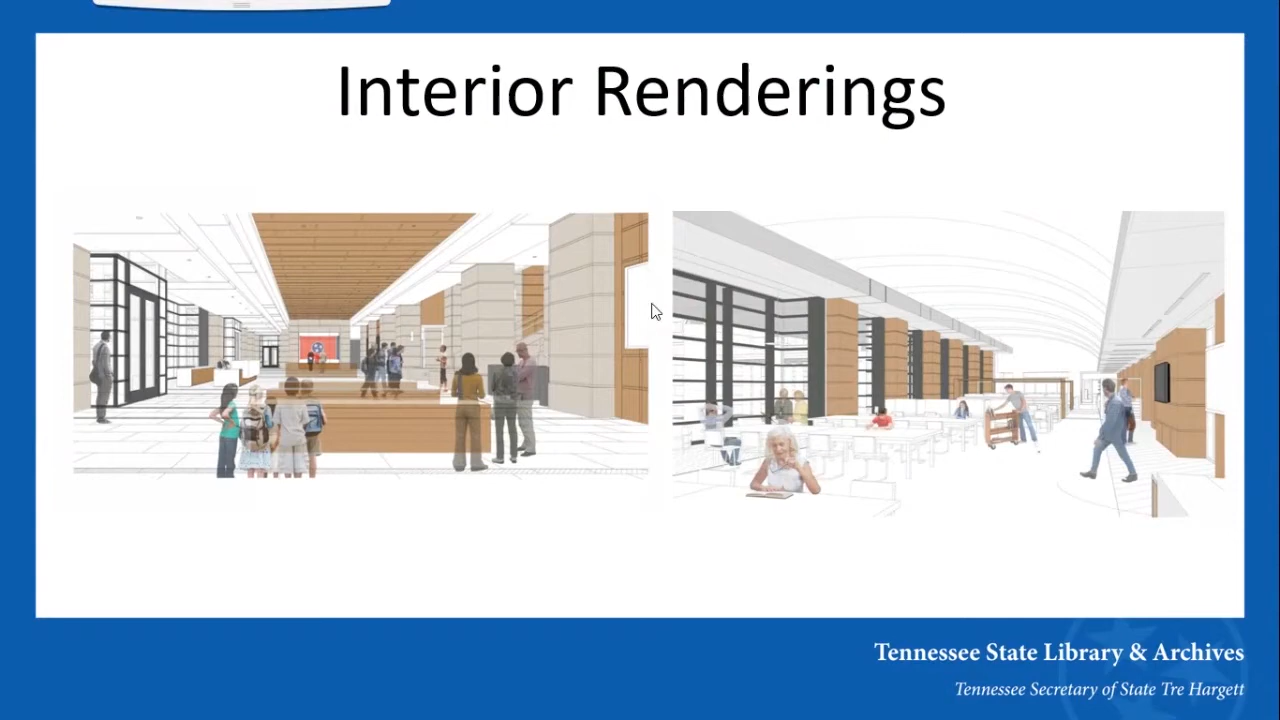 Interior Renderings
Tennessee State Library & Archives
Tennessee Secretary of State Tre Hargett